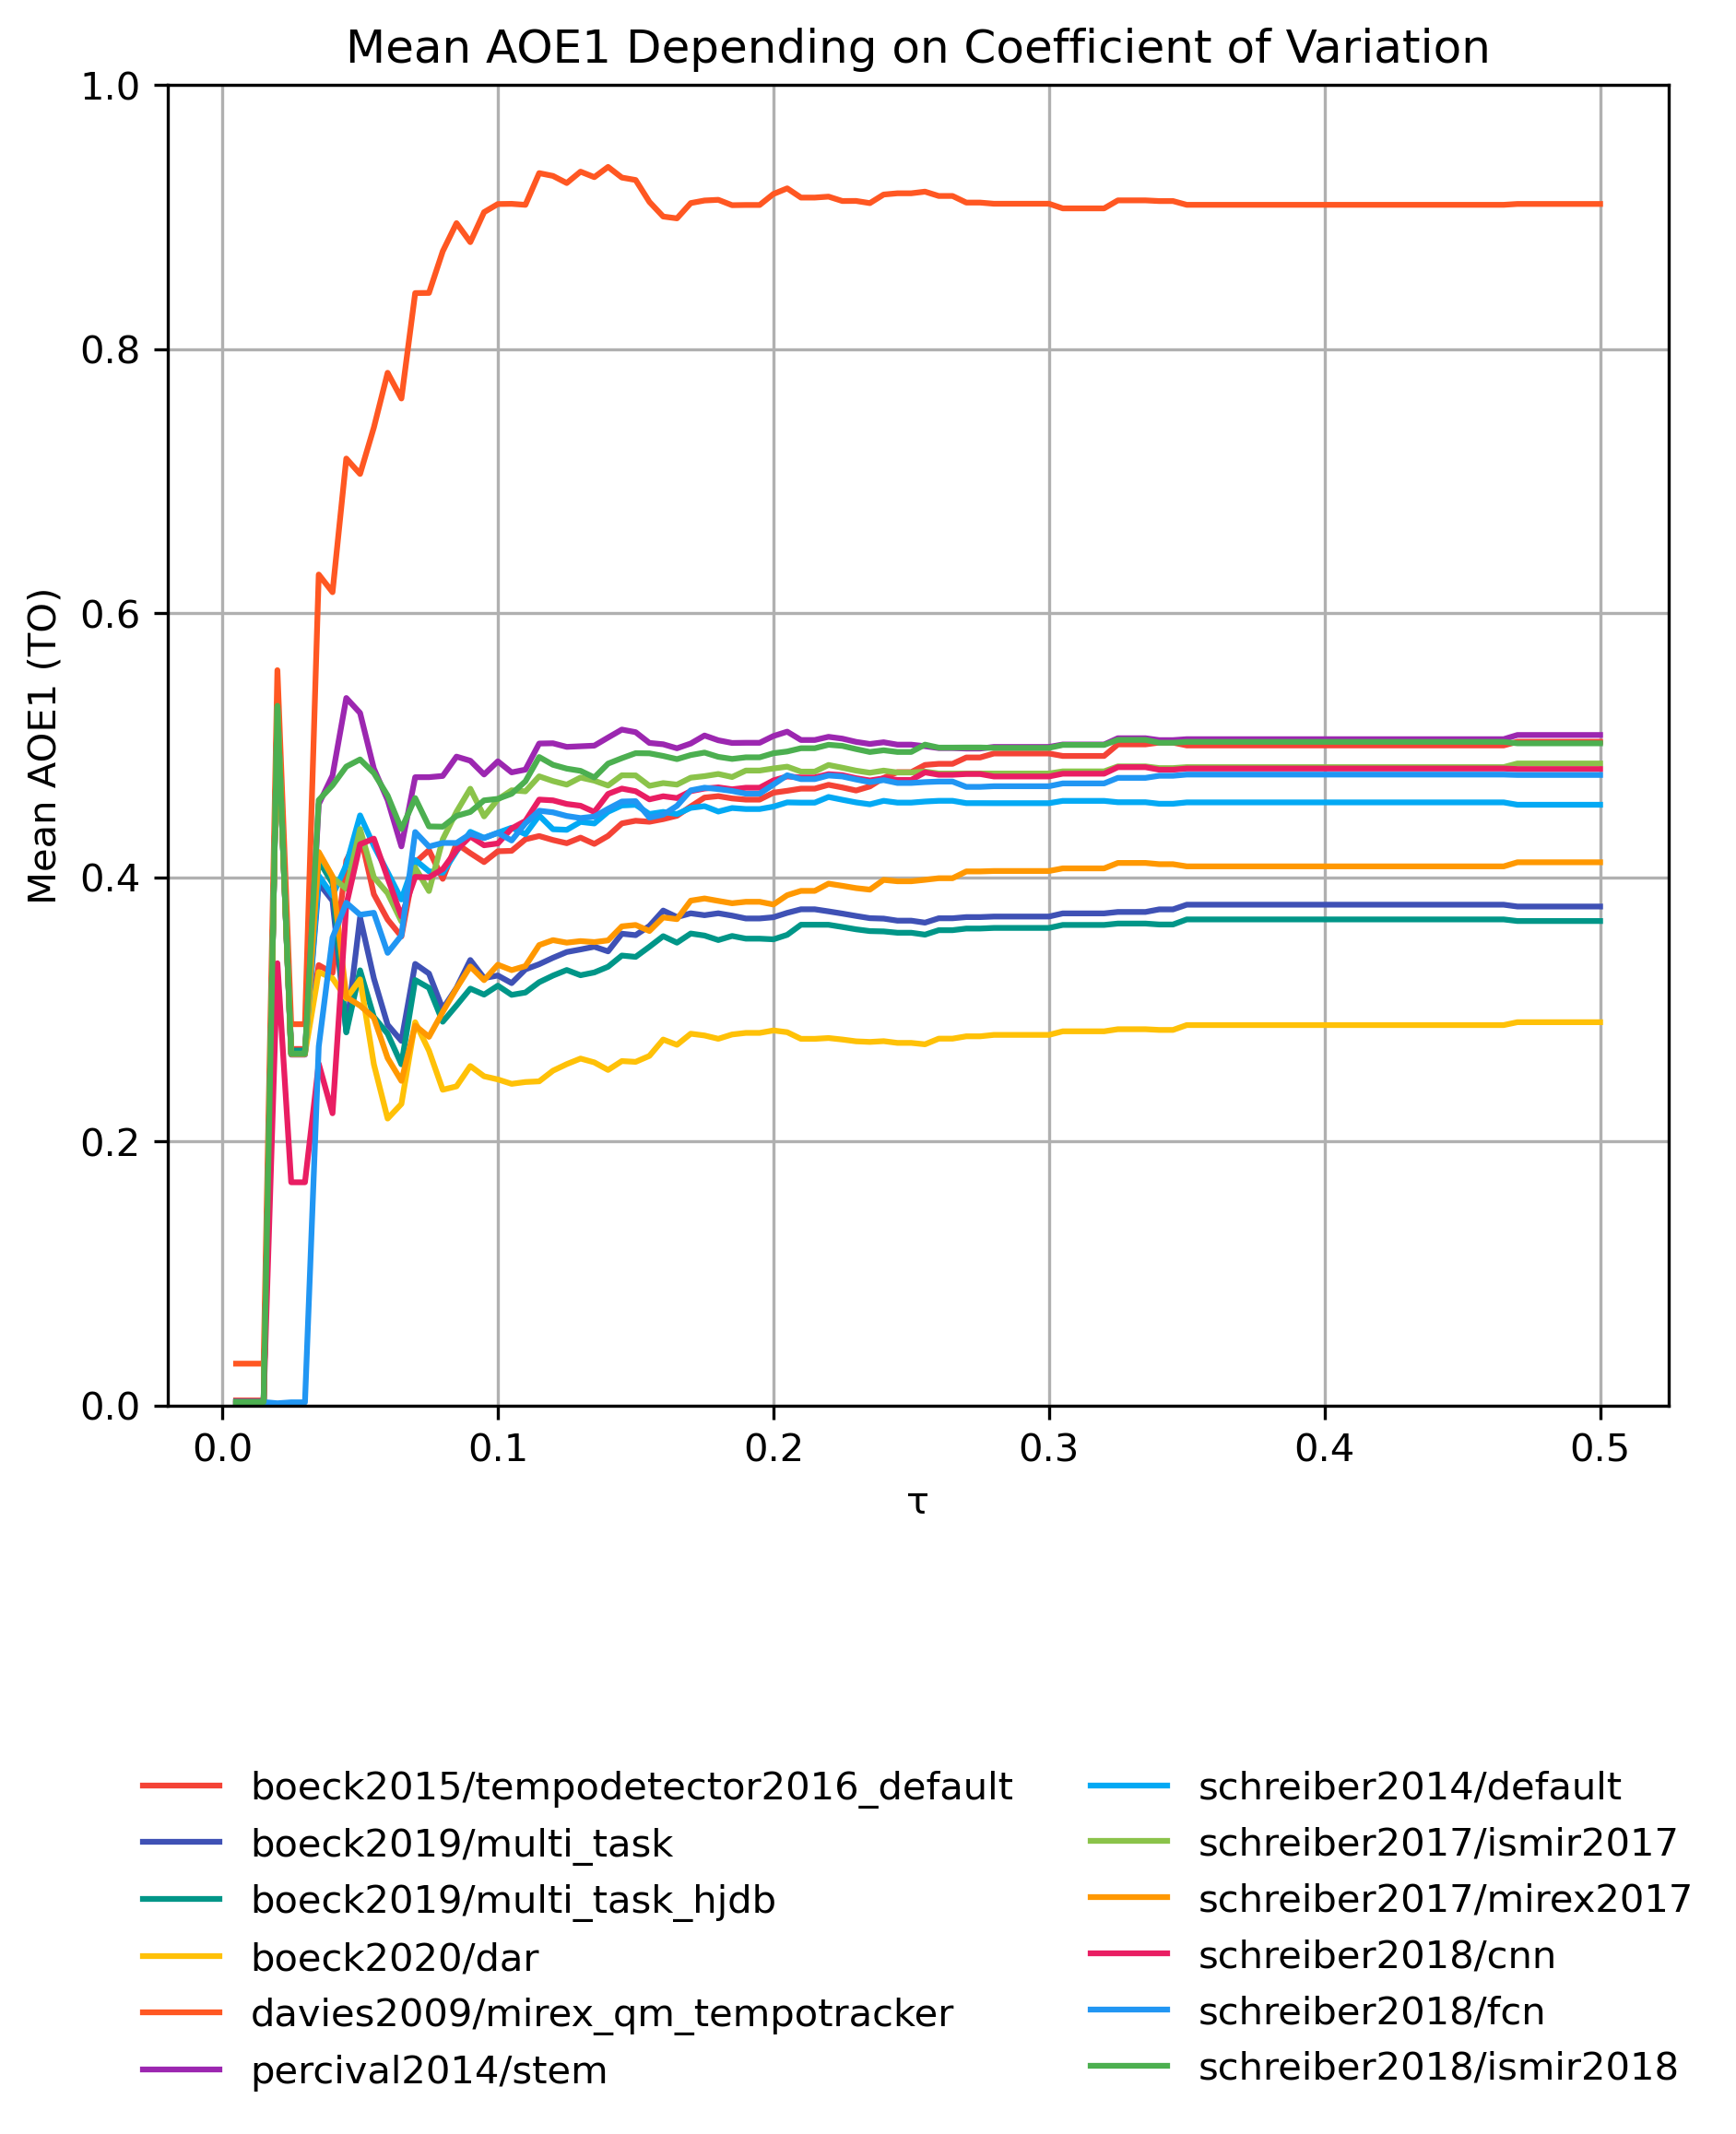 Mean AOE1 Depending on Coefficient of Variation
1.0
0.8
0.6
0.4
0.2
0.0
Mean AOE1 (TO)
0.0 0.1 0.2 0.3 0.4 0.5
τ
boeck2015/tempodetector2016_default
boeck2019/multi_task
boeck2019/multi_task_hjdb
boeck2020/dar
davies2009/mirex_qm_tempotracker
percival2014/stem
schreiber2014/default
schreiber2017/ismir2017
schreiber2017/mirex2017
schreiber2018/cnn
schreiber2018/fcn
schreiber2018/ismir2018